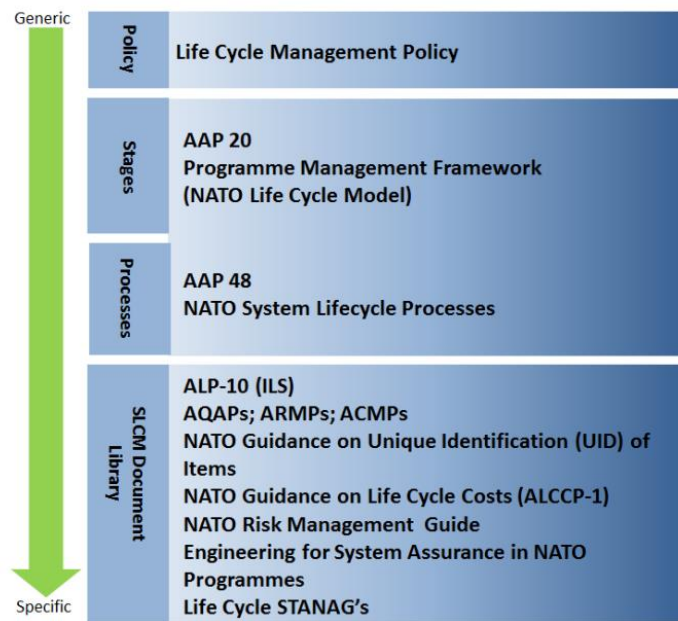 Generic
Policy
Life Cycle Management Policy
Stages
AAP 20
Programme Management Framework
(NATO Life Cycle Model)
Processes
AAP 48
NATO System Lifecycle Processes
SLCM Document
Library
ALP-10 (ILS)
AQAPs; ARMPs; ACMPs
NATO Guidance on Unique Identification (UID) of
Items
NATO Guidance on Life Cycle Costs (ALCCP-1)
NATO Risk Management Guide
Engineering for System Assurance in NATO
Programmes
Life Cycle STANAG's
Specific